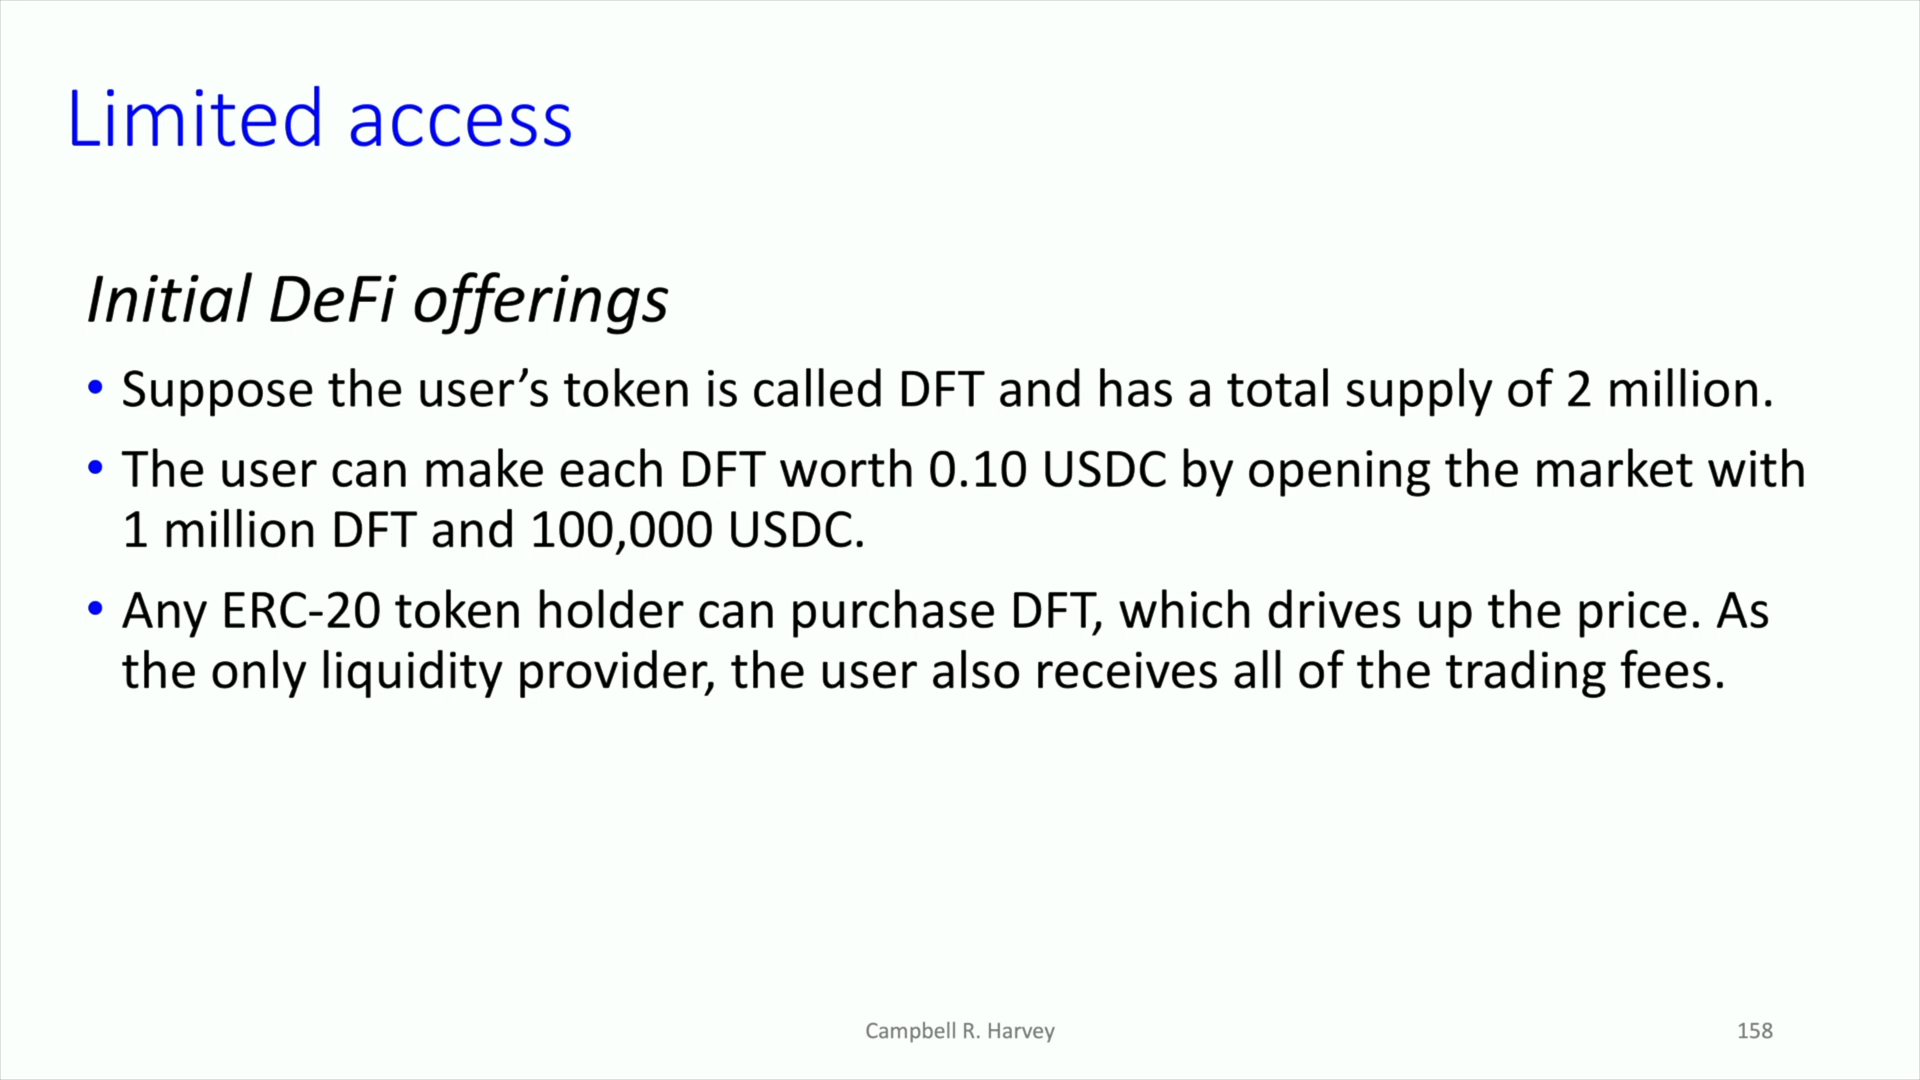 Limited access
Initial DeFi offerings
• Suppose the user’s token is called DFT and has a total supply of 2 million.
• The user can make each DFT worth 0.10 USDC by opening the market with
1 million DFT and 100,000 USDC.
• Any ERC-20 token holder can purchase DFT, which drives up the price. As
the only liquidity provider, the user also receives all of the trading fees.
Campbell R. Harvey
158